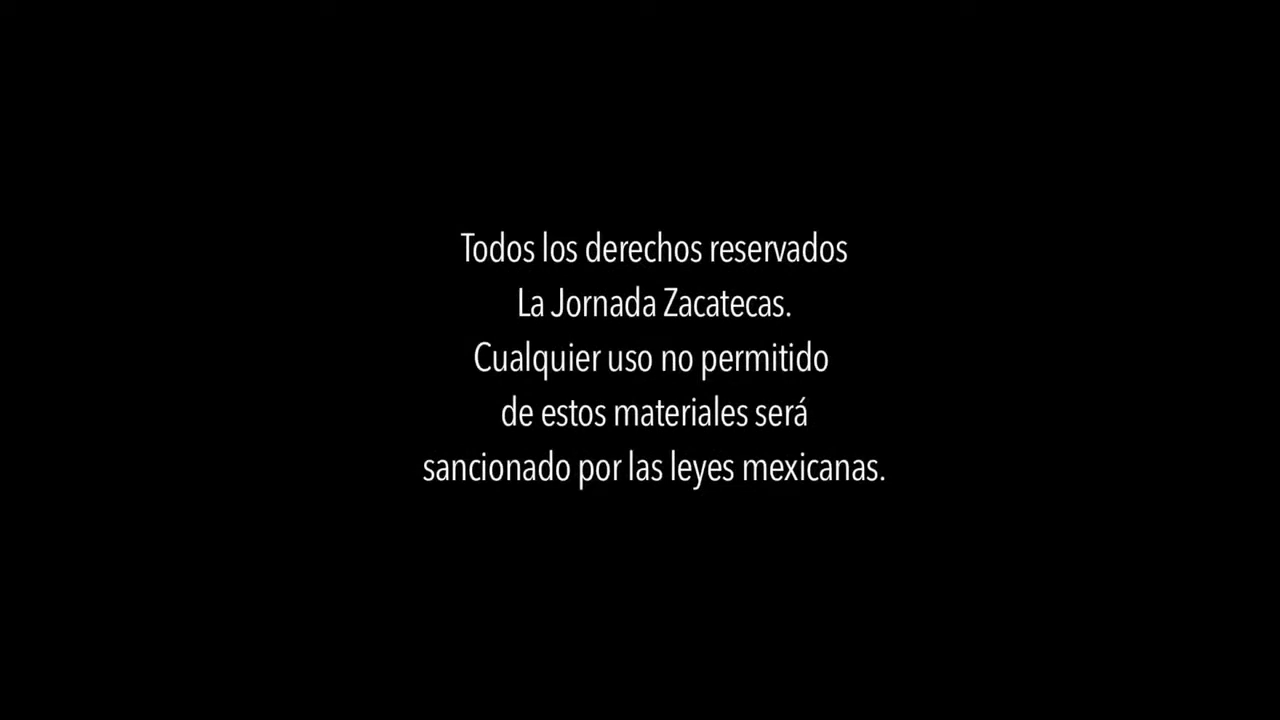 Todos los derechos reservados
La Jornada Zacatecas.
Cualquier uso no permitido
de estos materiales será
sancionado por las leyes mexicanas.